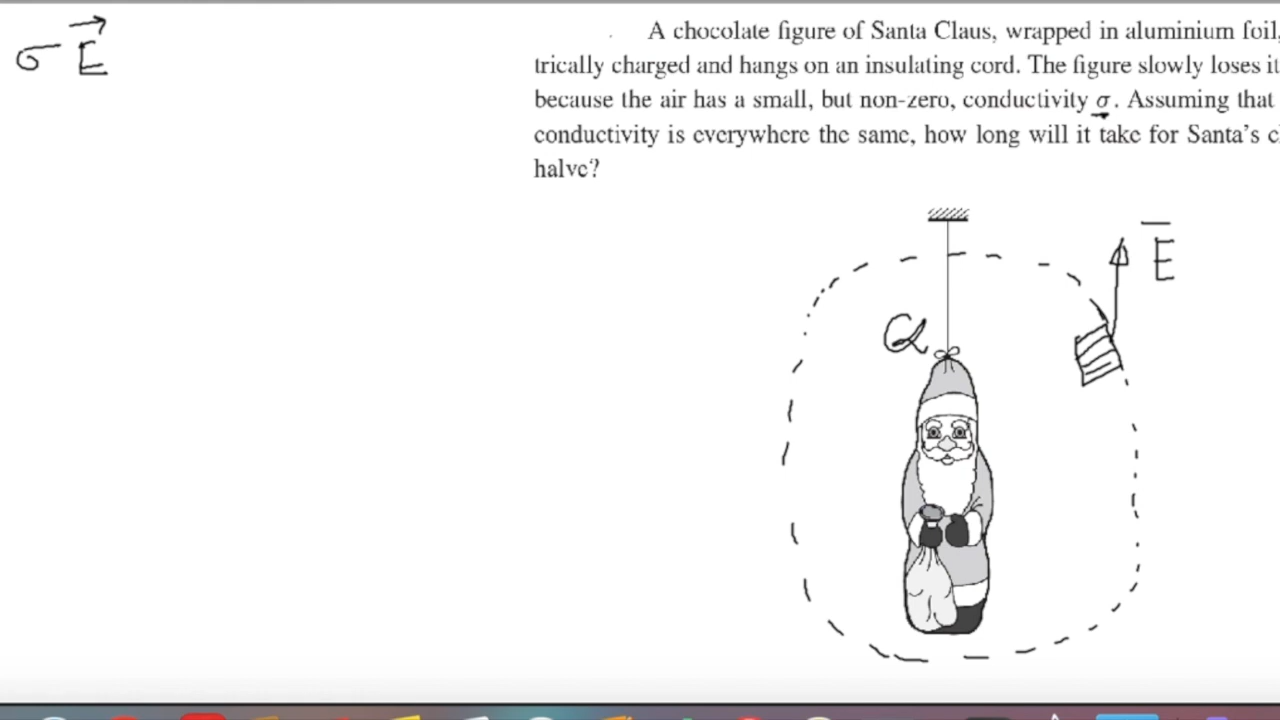 σ E
A chocolate figure of Santa Claus, wrapped in aluminium foil,
trically charged and hangs on an insulating cord. The figure slowly loses it
because the air has a small, but non-zero, conductivity σ. Assuming that
conductivity is everywhere the same, how long will it take for Santa's c
halve?
E
Q